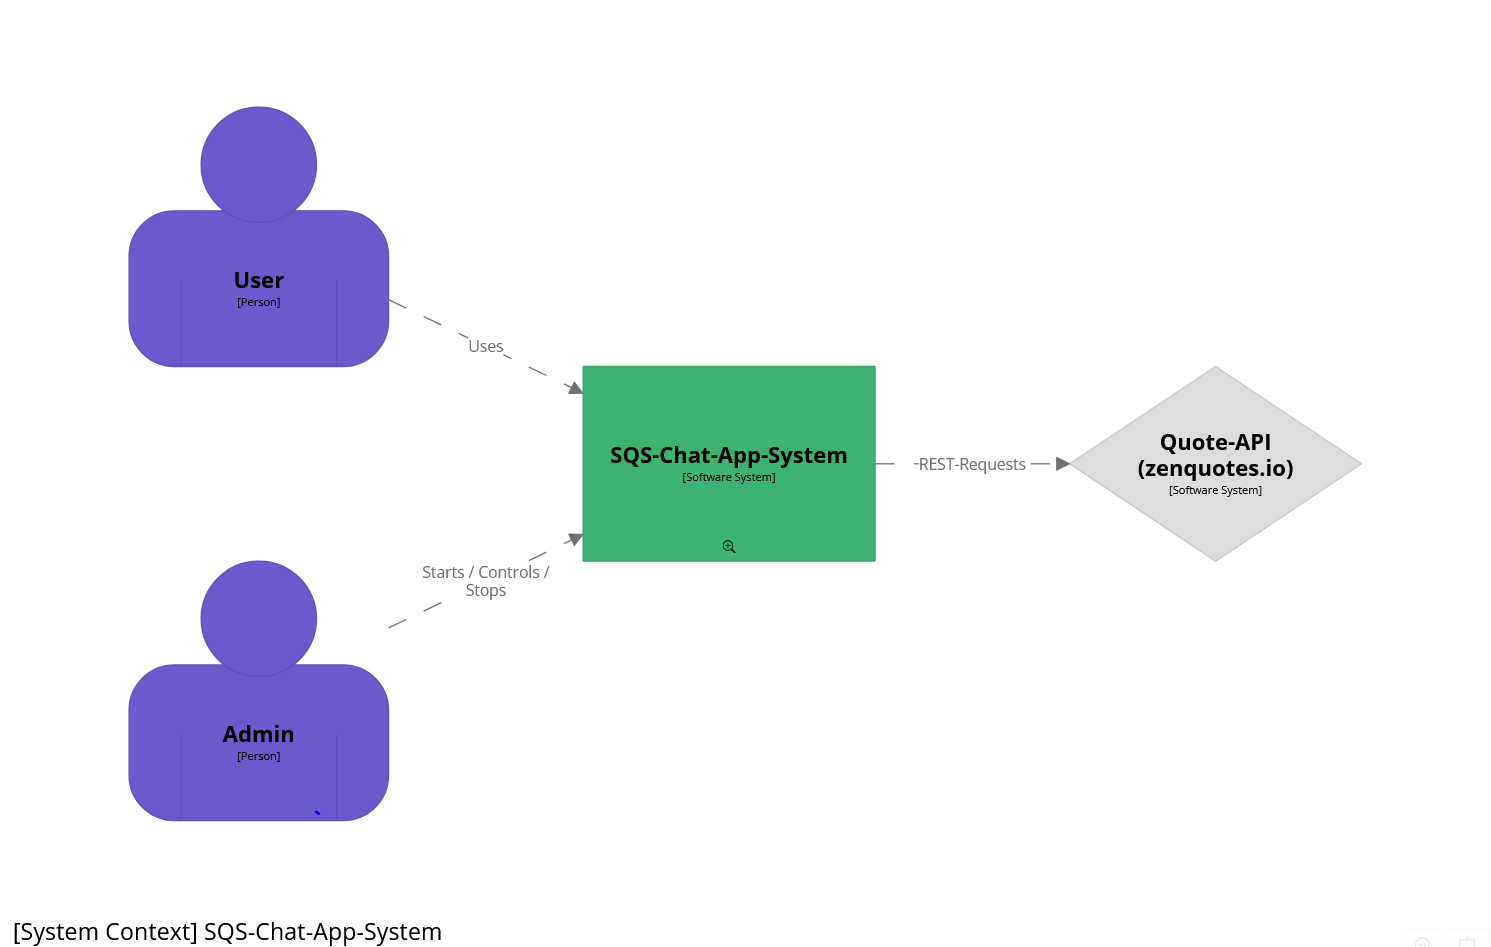 User
[Person]
Uses
SQS-Chat-App-System
[Software System]
REST-Requests
Quote-API
(zenquotes.io)
[Software System]
Starts / Controls /
Stops
Admin
[Person]
[System Context] SQS-Chat-App-System